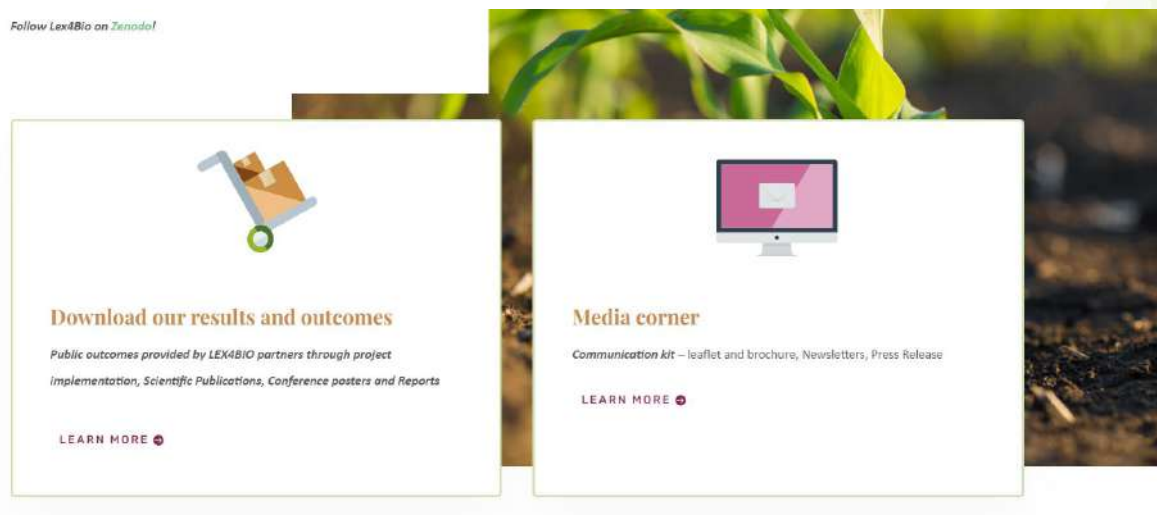 Follow Lex4Bio on Zenodo!
Download our results and outcomes
Public outcomes provided by LEX4BIO partners through project
implementation, Scientific Publications, Conference posters and Reports
LEARN MORE
Media corner
Communication kit – leaflet and brochure, Newsletters, Press Release
LEARN MORE